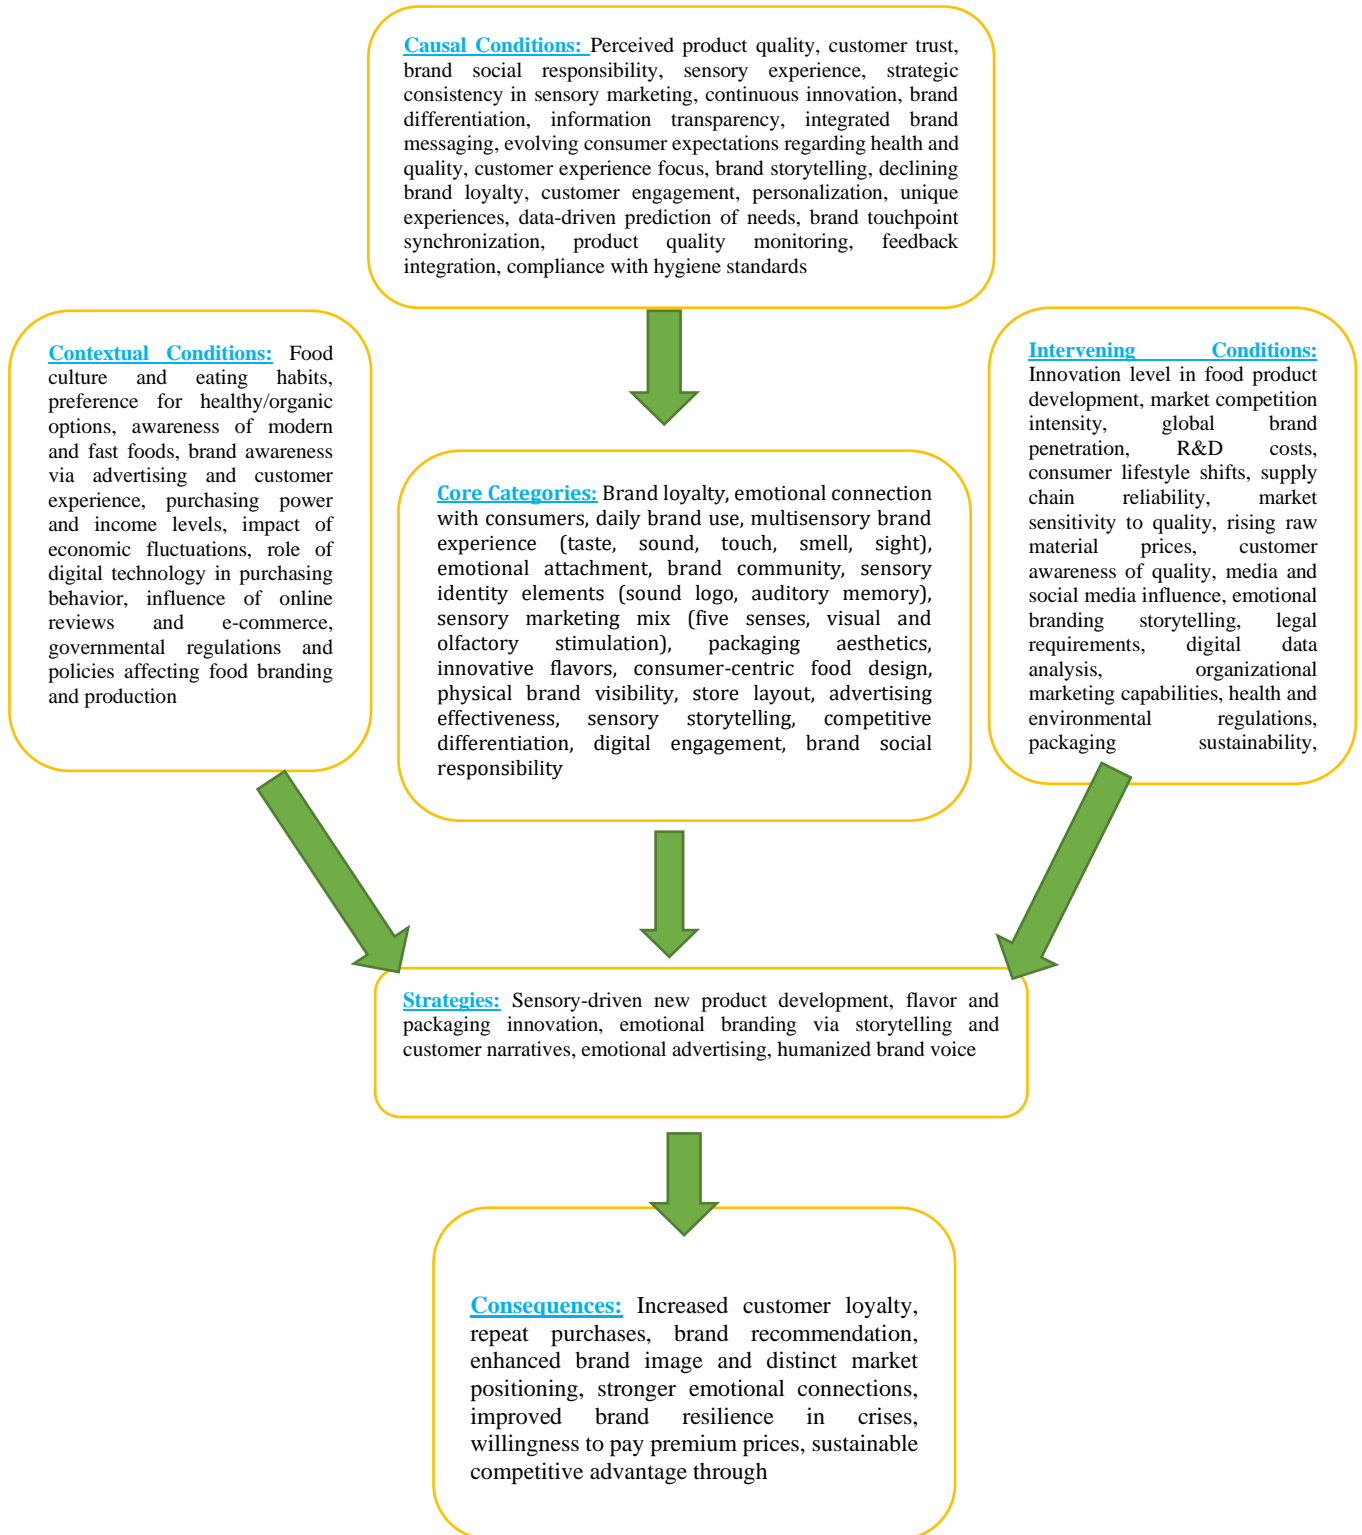 Causal Conditions: Perceived product quality, customer trust,
brand social responsibility, sensory experience, strategic
consistency in sensory marketing, continuous innovation, brand
differentiation, information transparency, integrated brand
messaging, evolving consumer expectations regarding health and
quality, customer experience focus, brand storytelling, declining
brand loyalty, customer engagement, personalization, unique
experiences, data-driven prediction of needs, brand touchpoint
synchronization, product quality monitoring, feedback
integration, compliance with hygiene standards
Contextual Conditions: Food
culture and eating habits,
preference for healthy/organic
options, awareness of modern
and fast foods, brand awareness
via advertising and customer
experience, purchasing power
and income levels, impact of
economic fluctuations, role of
digital technology in purchasing
behavior, influence of online
reviews and e-commerce,
governmental regulations and
policies affecting food branding
and production
Core Categories: Brand loyalty, emotional connection
with consumers, daily brand use, multisensory brand
experience (taste, sound, touch, smell, sight),
emotional attachment, brand community, sensory
identity elements (sound logo, auditory memory),
sensory marketing mix (five senses, visual and
olfactory stimulation), packaging aesthetics,
innovative flavors, consumer-centric food design,
physical brand visibility, store layout, advertising
effectiveness, sensory storytelling, competitive
differentiation, digital engagement, brand social
responsibility
Intervening Conditions:
Innovation level in food product
development, market competition
intensity, global brand
penetration, R&D costs,
consumer lifestyle shifts, supply
chain reliability, market
sensitivity to quality, rising raw
material prices, customer
awareness of quality, media and
social media influence, emotional
branding storytelling, legal
requirements, digital data
analysis, organizational
marketing capabilities, health and
environmental regulations,
packaging sustainability,
Strategies: Sensory-driven new product development, flavor and
packaging innovation, emotional branding via storytelling and
customer narratives, emotional advertising, humanized brand voice
Consequences: Increased customer loyalty,
repeat purchases, brand recommendation,
enhanced brand image and distinct market
positioning, stronger emotional connections,
improved brand resilience in crises,
willingness to pay premium prices, sustainable
competitive advantage through